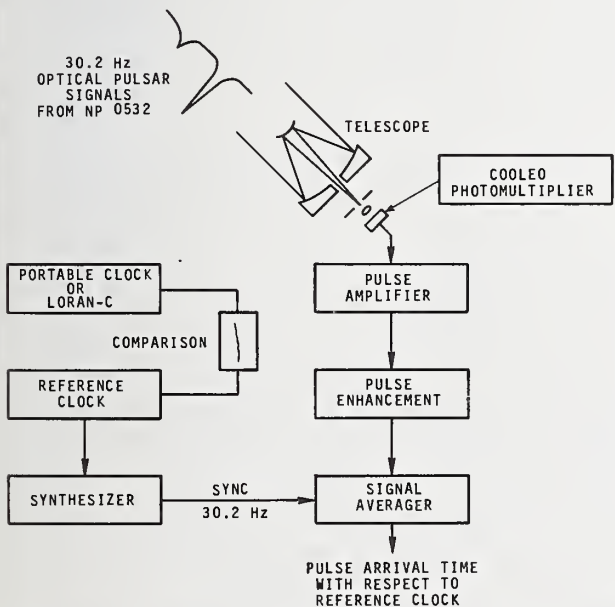 30.2 Hz
OPTICAL PULSAR
SIGNALS
FROM NP 0532
TELESCOPE
COOLEO
PHOTOMULTIPLIER
PORTABLE CLOCK
OR
LORAN-C
PULSE
AMPLIFIER
COMPARISON
REFERENCE
CLOCK
PULSE
ENHANCEMENT
SYNTHESIZER
SYNC
30.2 Hz
SIGNAL
AVERAGER
PULSE ARRIVAL TIME
WITH RESPECT TO
REFERENCE CLOCK